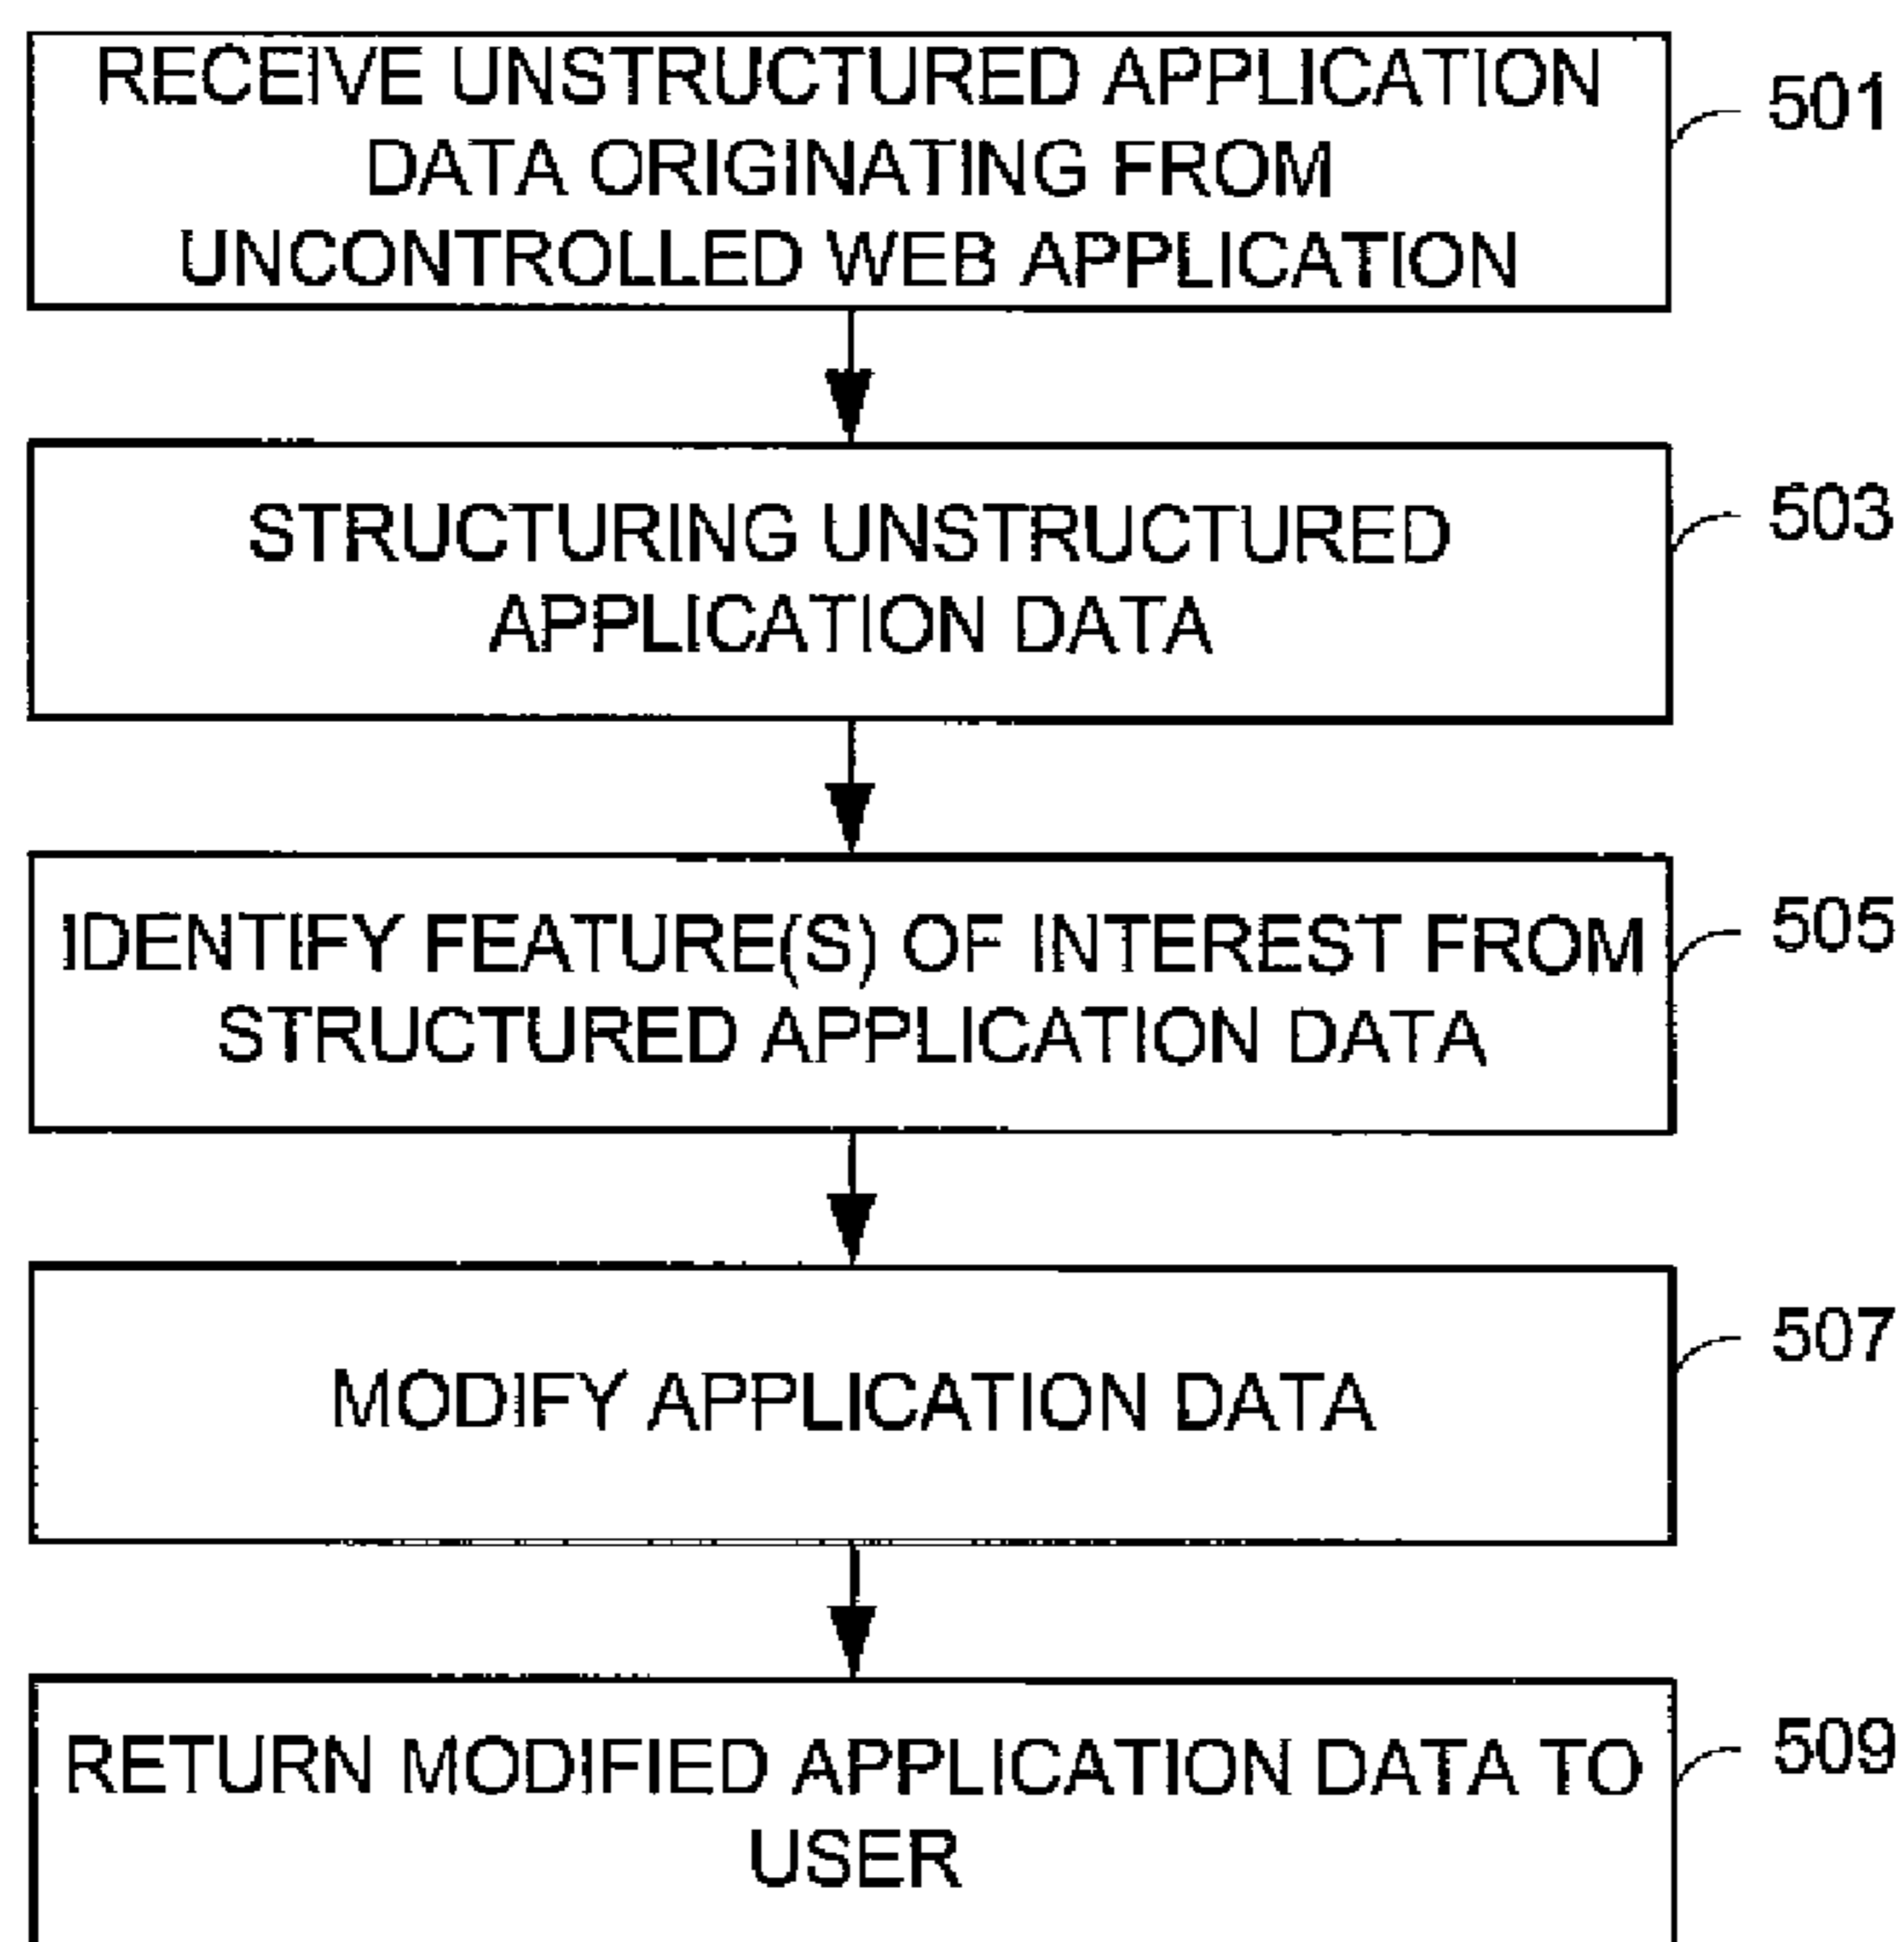 RECEIVE UNSTRUCTURED APPLICATION
DATA ORIGINATING FROM
UNCONTROLLED WEB APPLICATION
501
STRUCTURING UNSTRUCTURED
APPLICATION DATA
503
IDENTIFY FEATURE(S) OF INTEREST FROM
STRUCTURED APPLICATION DATA
505
MODIFY APPLICATION DATA
507
RETURN MODIFIED APPLICATION DATA TO
USER
509